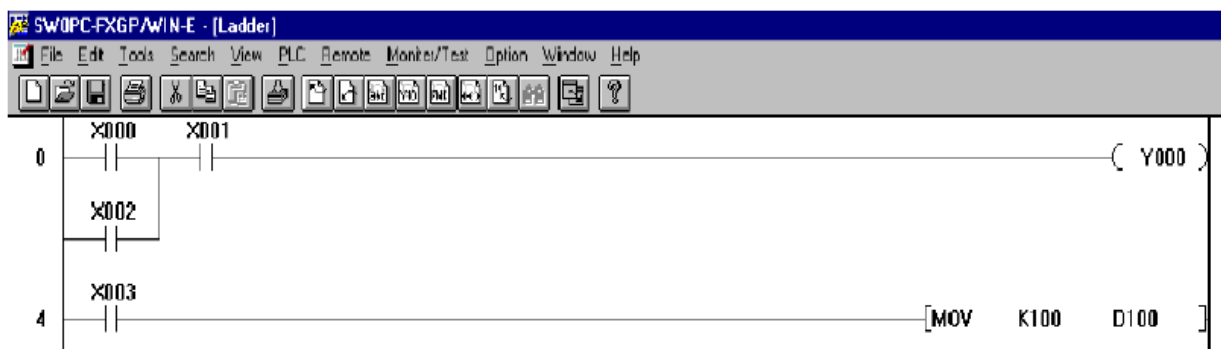 SW0PC-FXGP/WIN-E - [Ladder]
File Edit Tools Search View PLC Remote Moniter/Test Option Window Help
X000 X001
0 ( Y000 )
X002
X003
4 [MOV K100 D100 ]